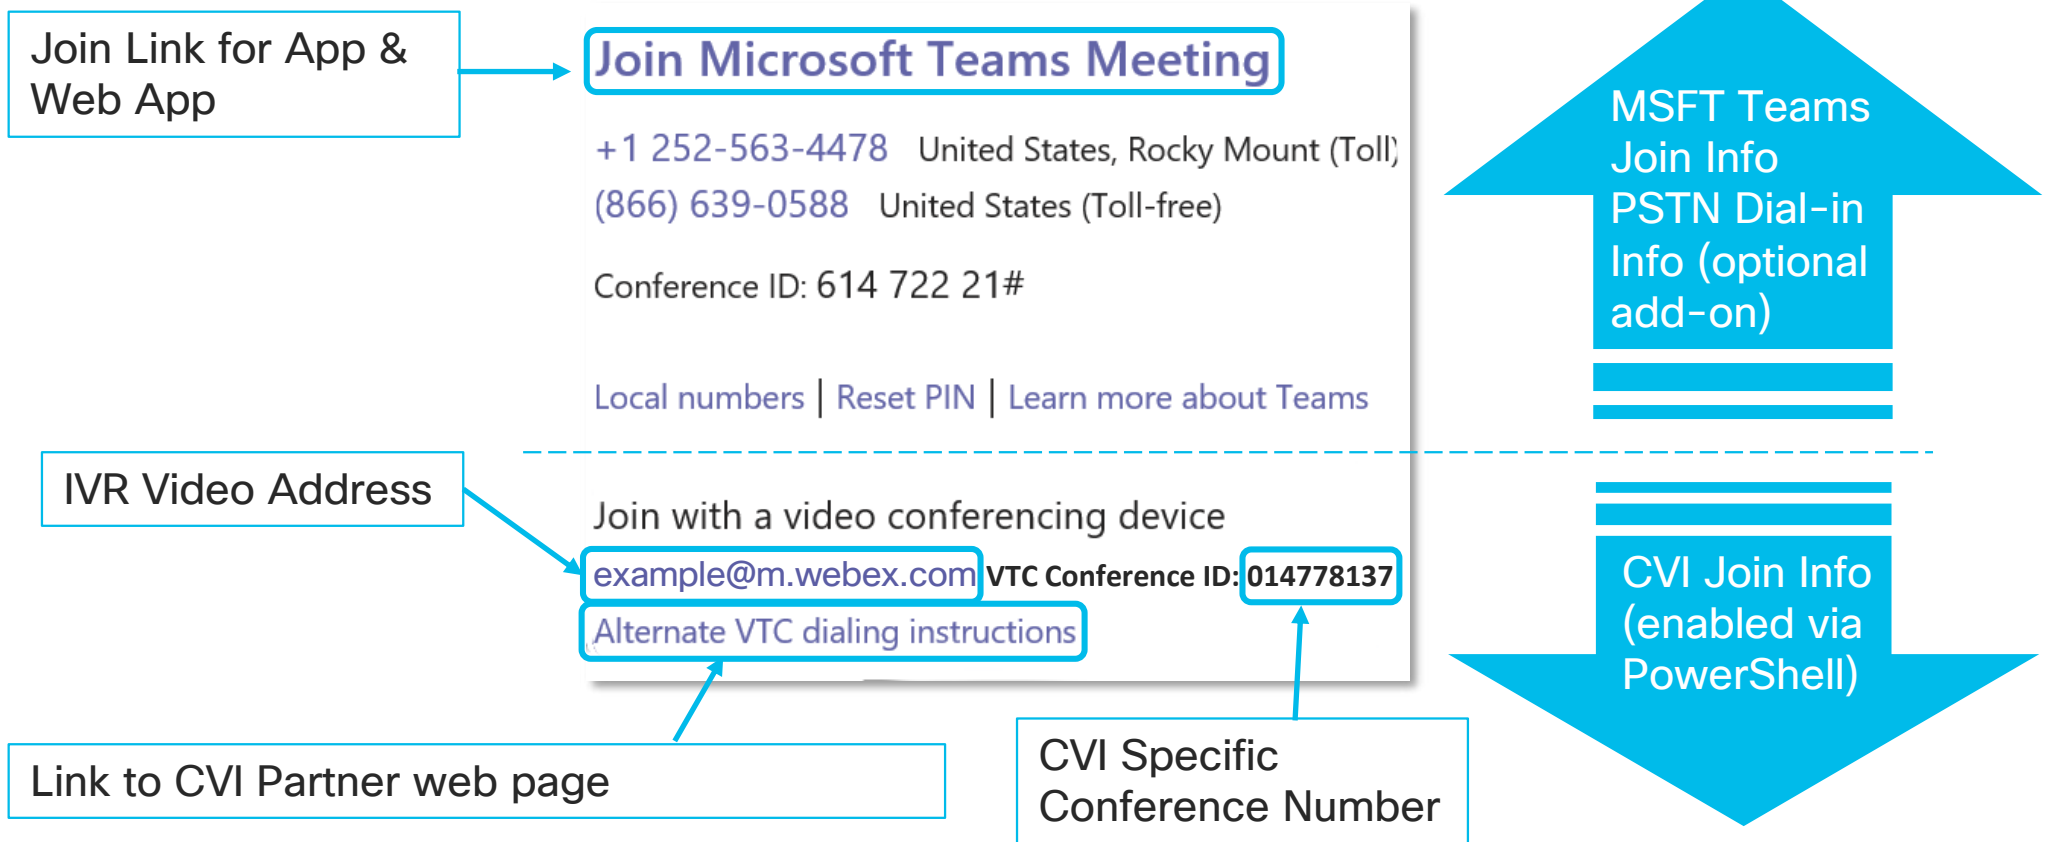 Join Link for App &
Web App
Join Microsoft Teams Meeting
+1 252-563-4478 United States, Rocky Mount (Toll)
(866) 639-0588 United States (Toll-free)
Conference ID: 614 722 21#
Local numbers | Reset PIN | Learn more about Teams
MSFT Teams
Join Info
PSTN Dial-in
Info (optional
add-on)
IVR Video Address
Join with a video conferencing device
example@m.webex.com VTC Conference ID: 014778137
Alternate VTC dialing instructions
CVI Join Info
(enabled via
PowerShell)
Link to CVI Partner web page
CVI Specific
Conference Number